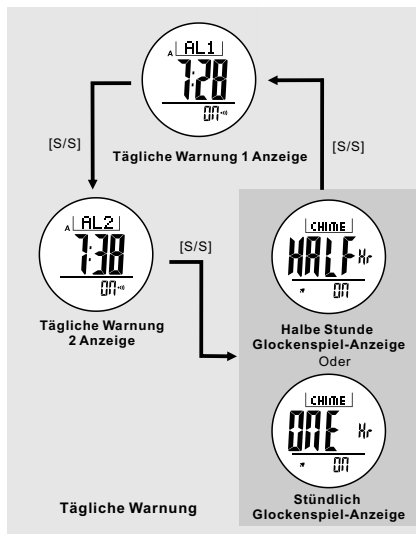 AL1
A 7:28
ON
[S/S]
[S/S]
Tägliche Warnung 1 Anzeige
AL2
A 7:38
ON
[S/S]
Tägliche Warnung
2 Anzeige
CHIME
HALF Hr
ON
Halbe Stunde
Glockenspiel-Anzeige
Oder
CHIME
ONE Hr
ON
Stündlich
Glockenspiel-Anzeige
Tägliche Warnung